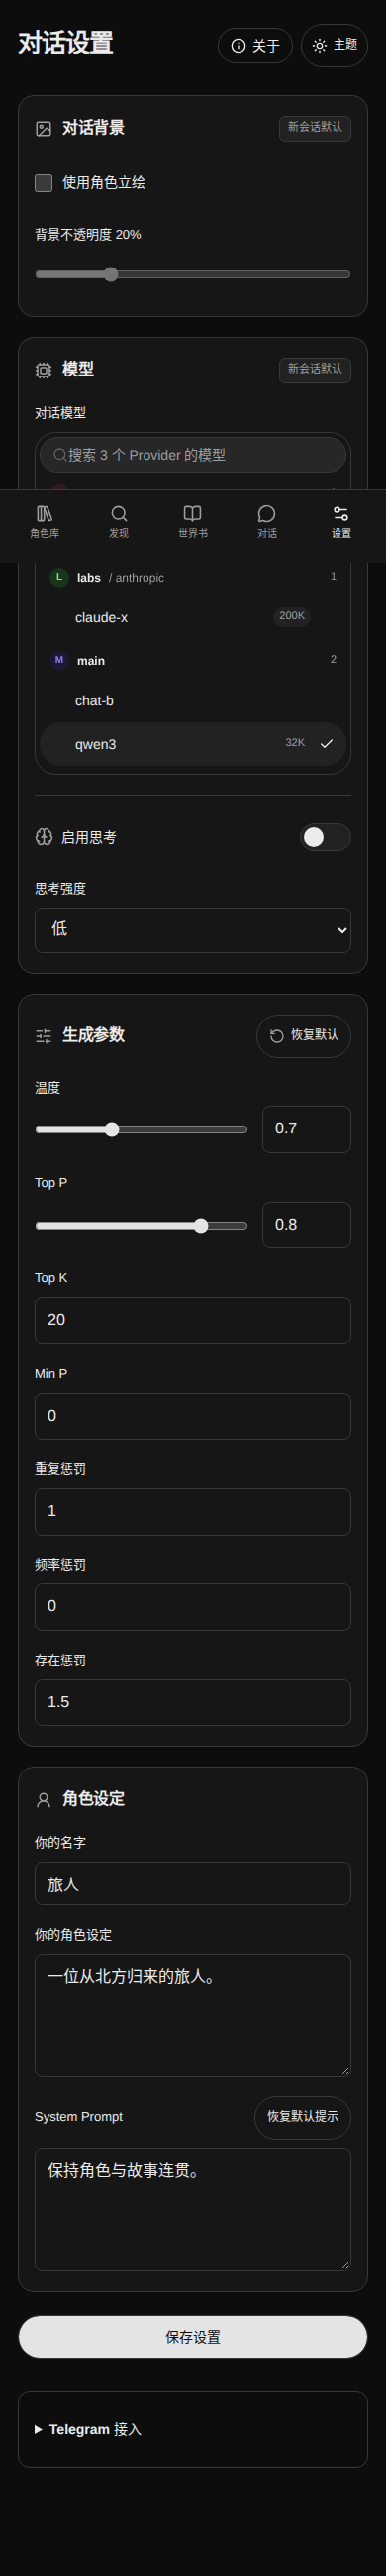 对话设置
关于
主题
对话背景
新会话默认
使用角色立绘
背景不透明度 20%
模型
新会话默认
对话模型
搜索 3 个 Provider 的模型
角色库
发现
世界书
对话
设置
L labs / anthropic 1
claude-x 200K
M main 2
chat-b
qwen3 32K
启用思考
思考强度
低
生成参数
恢复默认
温度
0.7
Top P
0.8
Top K
20
Min P
0
重复惩罚
1
频率惩罚
0
存在惩罚
1.5
角色设定
你的名字
旅人
你的角色设定
一位从北方归来的旅人。
System Prompt
恢复默认提示
保持角色与故事连贯。
保存设置
Telegram 接入